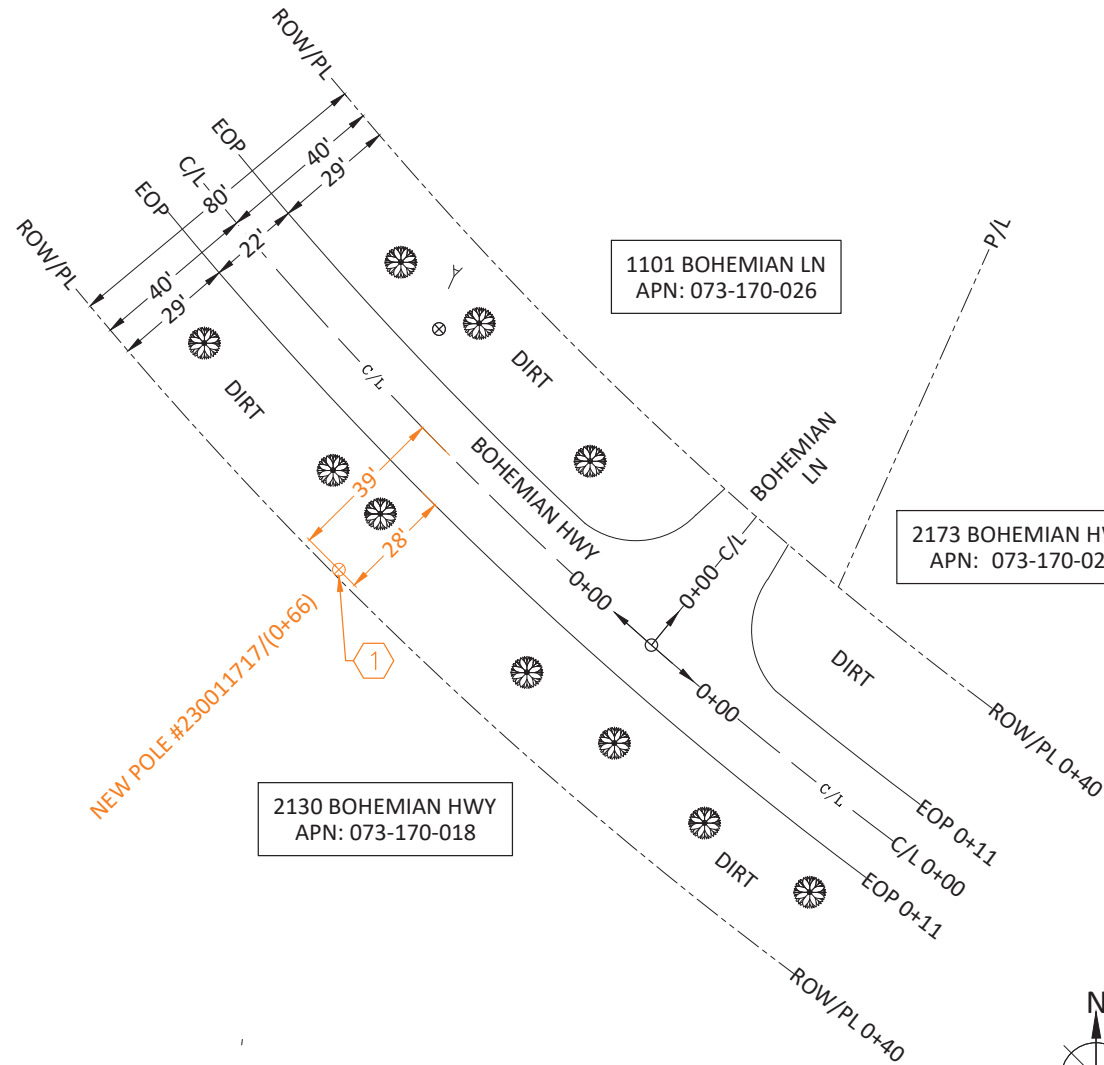 ROW/PL
ROW/PL
EOP
C/L
EOP
40'
29'
80'
22'
40'
29'
1101 BOHEMIAN LN
APN: 073-170-026
P/L
DIRT
DIRT
C/L
BOHEMIAN HWY
BOHEMIAN
LN
39'
28'
2173 BOHEMIAN
APN: 073-170-02
0+00
0+00 C/L
0+00
NEW POLE #230011717/(0+66)
1
DIRT
2130 BOHEMIAN HWY
APN: 073-170-018
C/L
ROW/PL 0+40
EOP 0+11
C/L 0+00
EOP 0+11
DIRT
ROW/PL 0+40
N